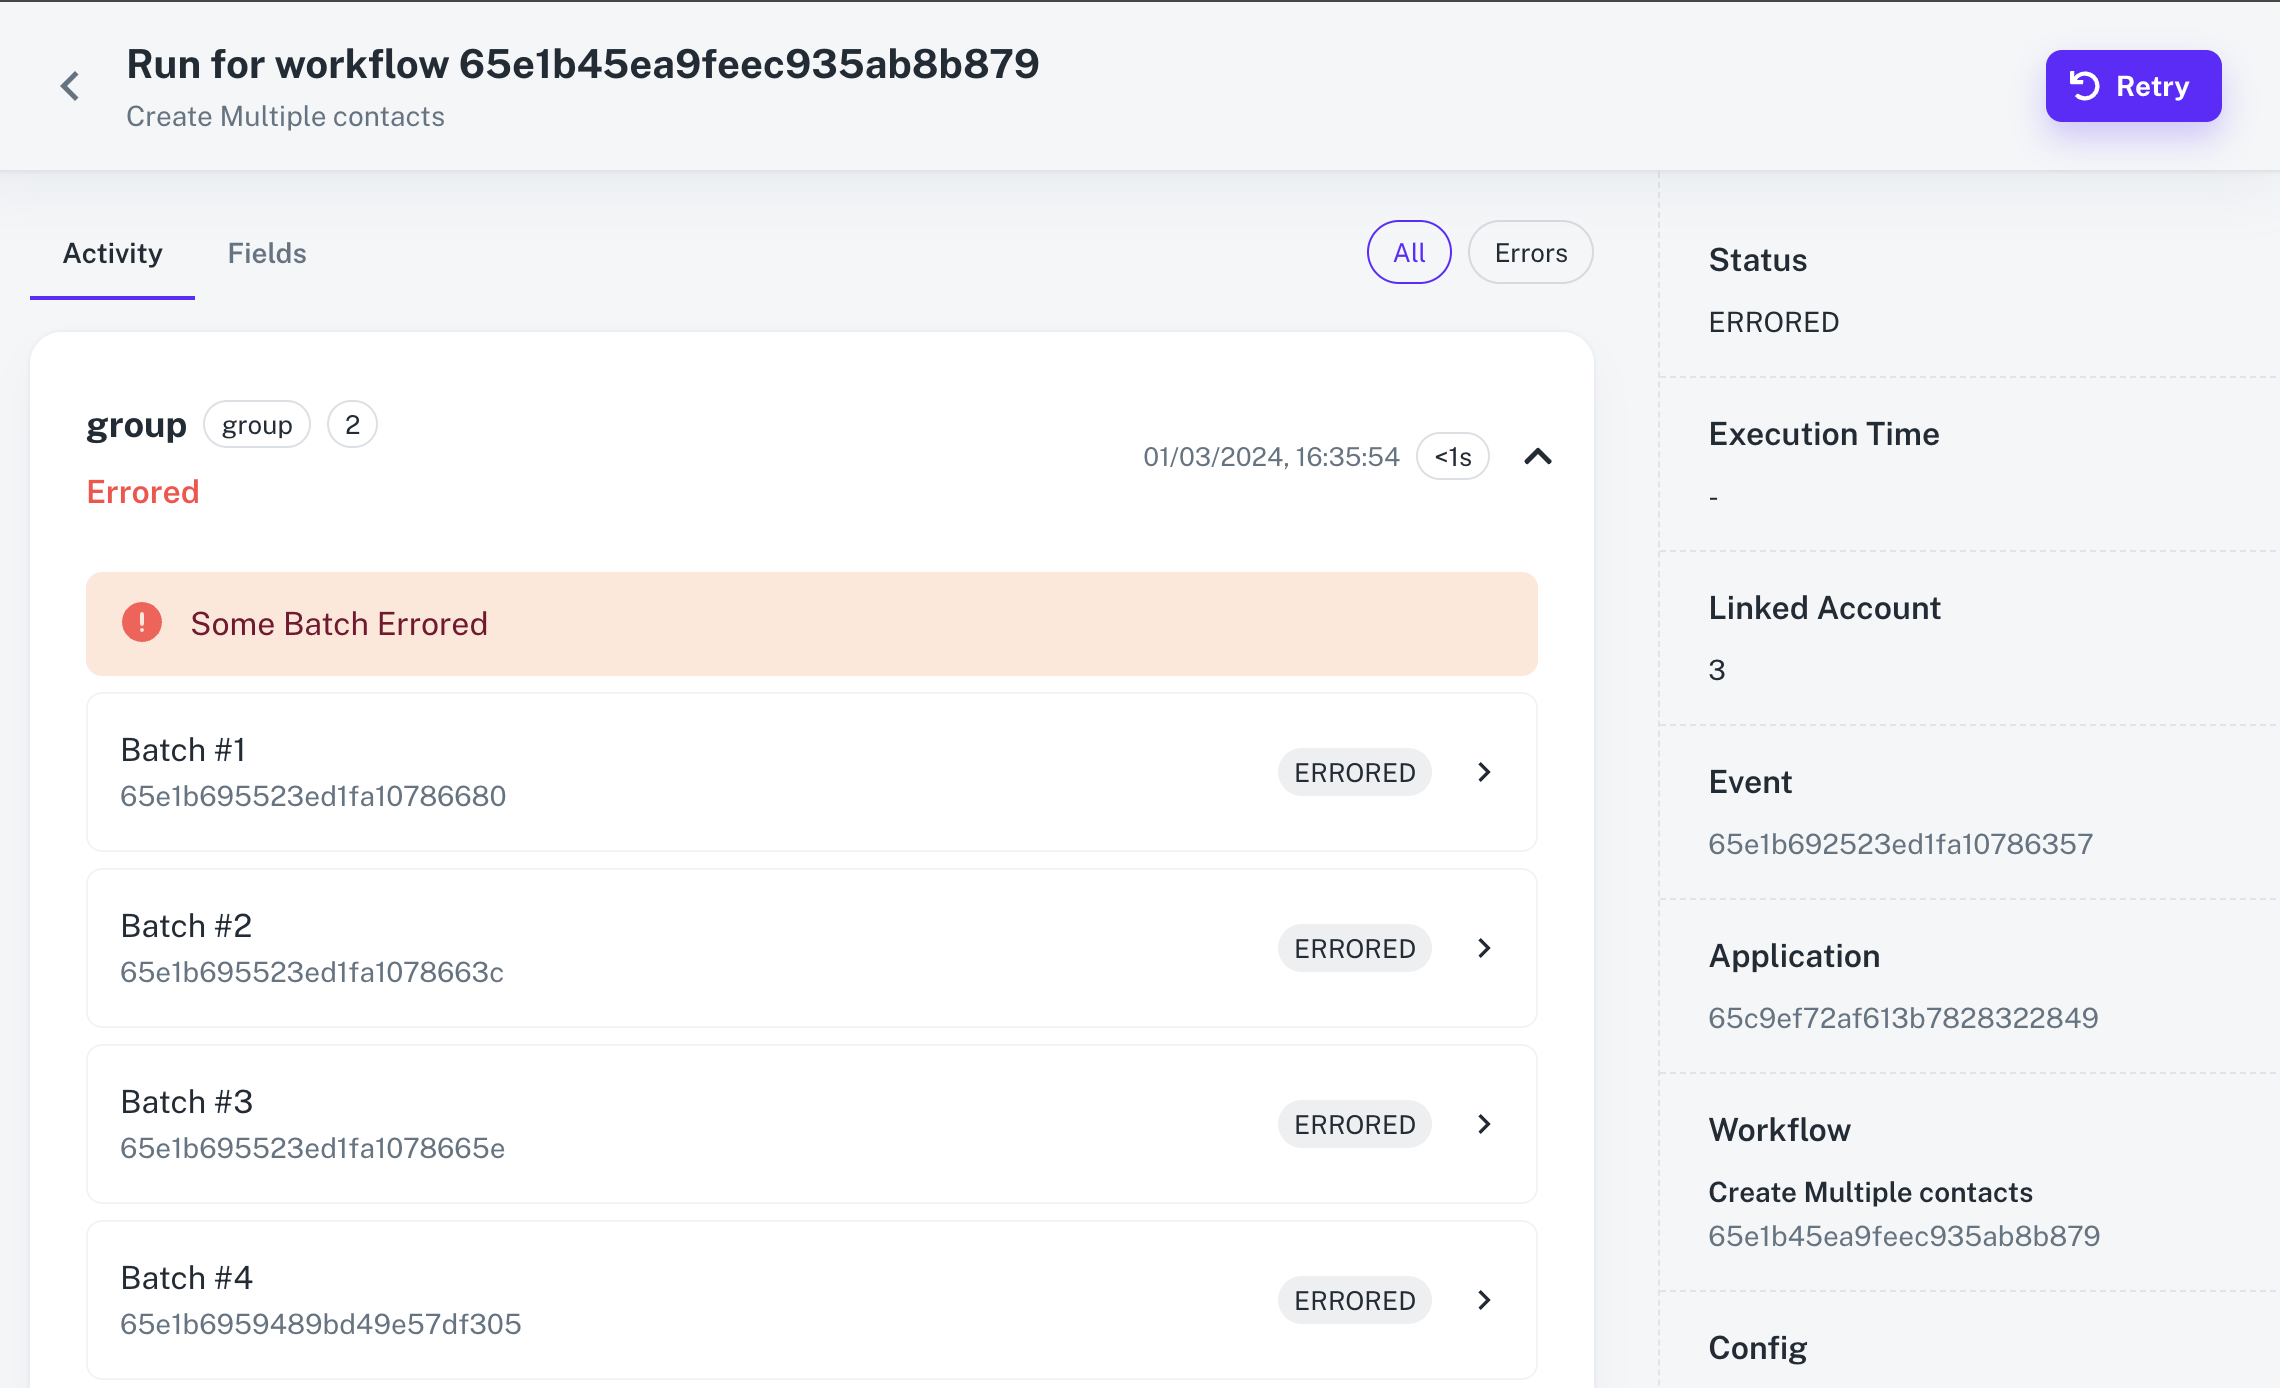 Run for workflow 65e1b45ea9feec935ab8b879
Create Multiple contacts
Retry
Activity
Fields
All
Errors
group
group
2
Errored
01/03/2024, 16:35:54
<1s
Some Batch Errored
Batch #1
65e1b695523ed1fa10786680
ERRORED
Batch #2
65e1b695523ed1fa1078663c
ERRORED
Batch #3
65e1b695523ed1fa1078665e
ERRORED
Batch #4
65e1b6959489bd49e57df305
ERRORED
Status
ERRORED
Execution Time
-
Linked Account
3
Event
65e1b692523ed1fa10786357
Application
65c9ef72af613b7828322849
Workflow
Create Multiple contacts
65e1b45ea9feec935ab8b879
Config